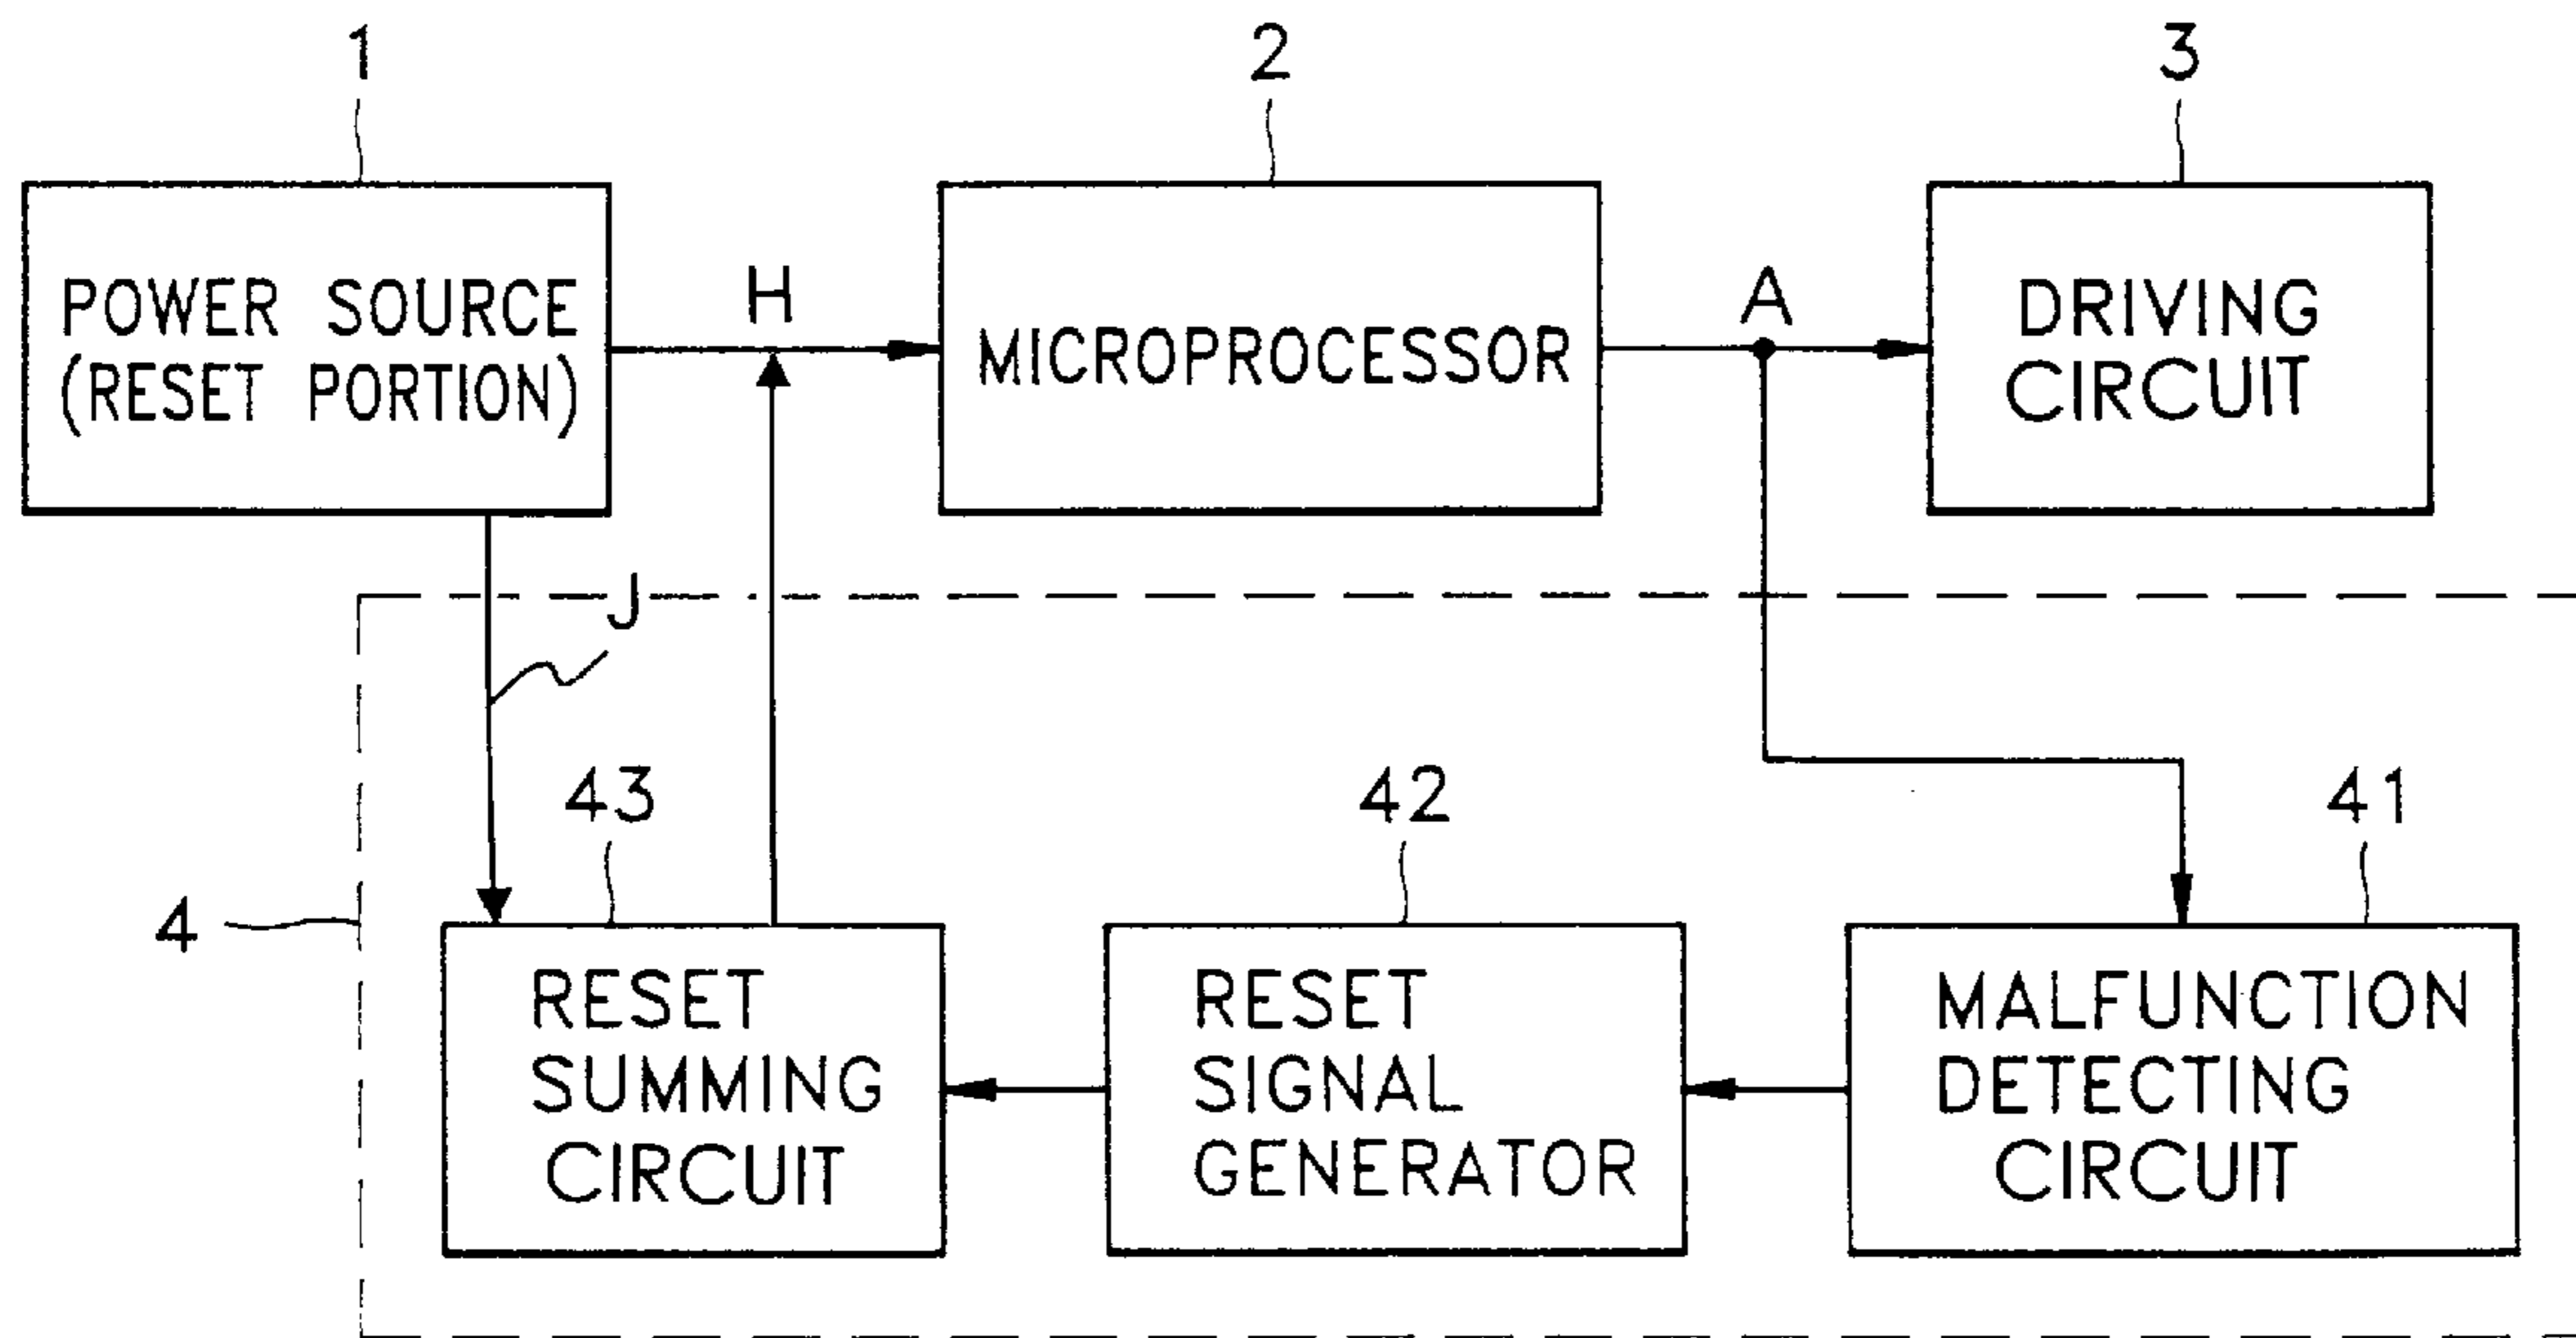 1
2
3
POWER SOURCE
(RESET PORTION)
H
MICROPROCESSOR
A
DRIVING
CIRCUIT
J
4
43
42
41
RESET
SUMMING
CIRCUIT
RESET
SIGNAL
GENERATOR
MALFUNCTION
DETECTING
CIRCUIT